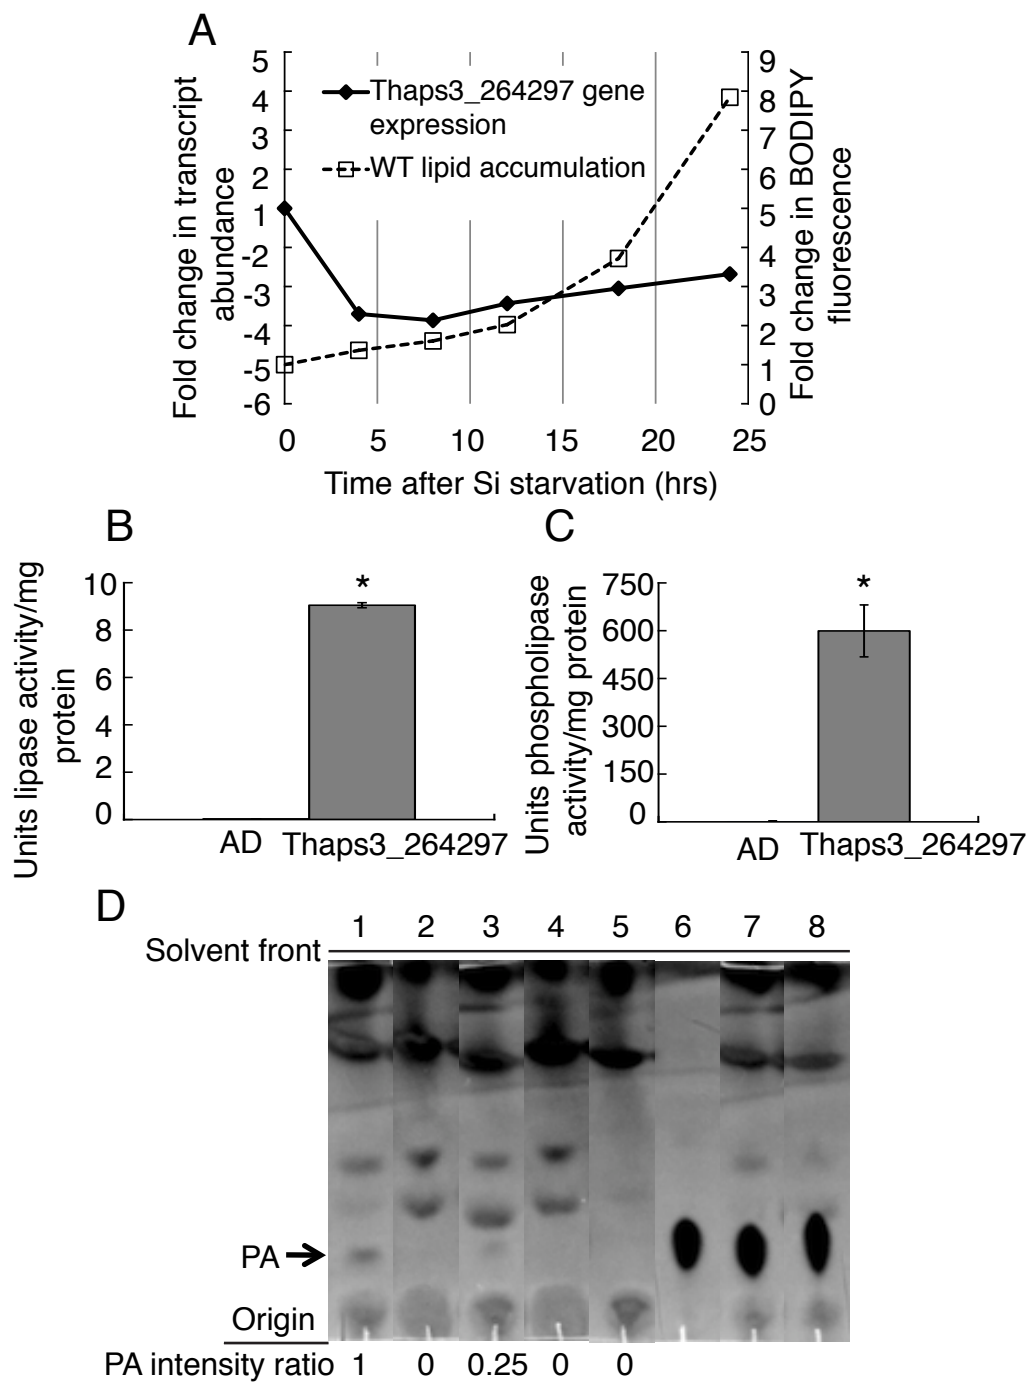 A
Fold change in transcript
abundance
5
4
3
2
1
-2
-3
-4
-5
-6
Thaps3_264297 gene
expression
WT lipid accumulation
9
8
7
6
5
4
3
2
1
0
Fold change in BODIPY
fluorescence
0 5 10 15 20 25
Time after Si starvation (hrs)
B
Units lipase activity/mg
protein
10
8
6
4
2
0
*
AD Thaps3_264297
C
Units phospholipase
activity/mg protein
750
600
450
300
150
0
*
AD Thaps3_264297
D
1 2 3 4 5 6 7 8
Solvent front
PA
Origin
PA intensity ratio 1 0 0.25 0 0